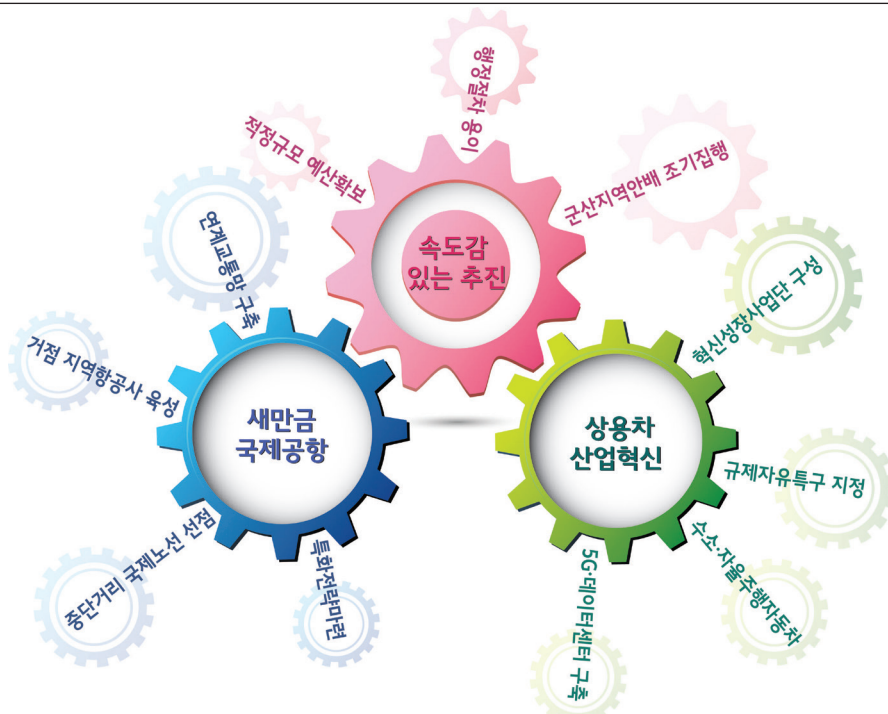 행정절차 용이
적정규모 예산확보
군산지역안배 조기집행
속도감
있는 추진
연계교통망 구축
거점 지역항공사 육성
중단거리 국제노선 선점
특화전략마련
새만금
국제공항
혁신성장사업단 구성
규제자유특구 지정
수소·자율주행자동차
5G·데이터센터 구축
상용차
산업혁신